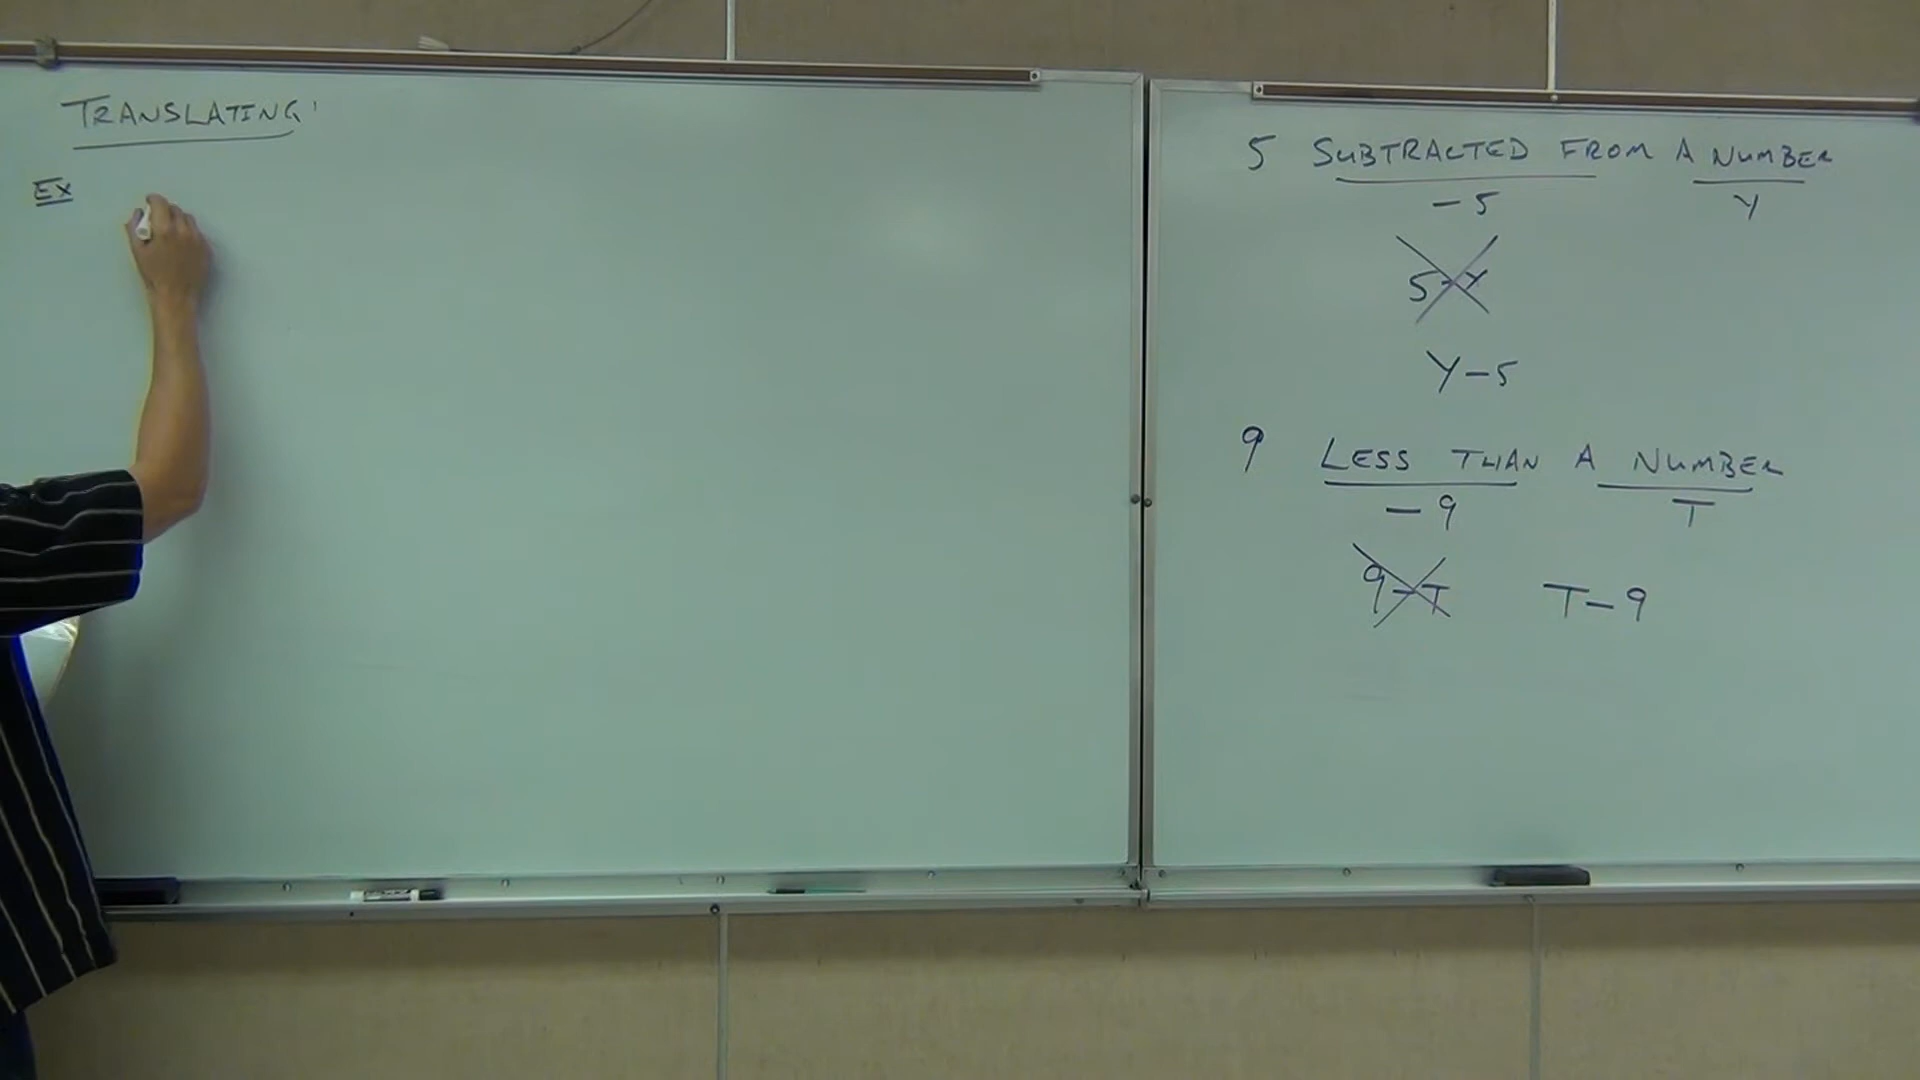 TRANSLATING:
EX
5 SUBTRACTED FROM A NUMBER
- 5 Y
5 - Y
Y - 5
9 LESS THAN A NUMBER
- 9 T
9 - T T - 9